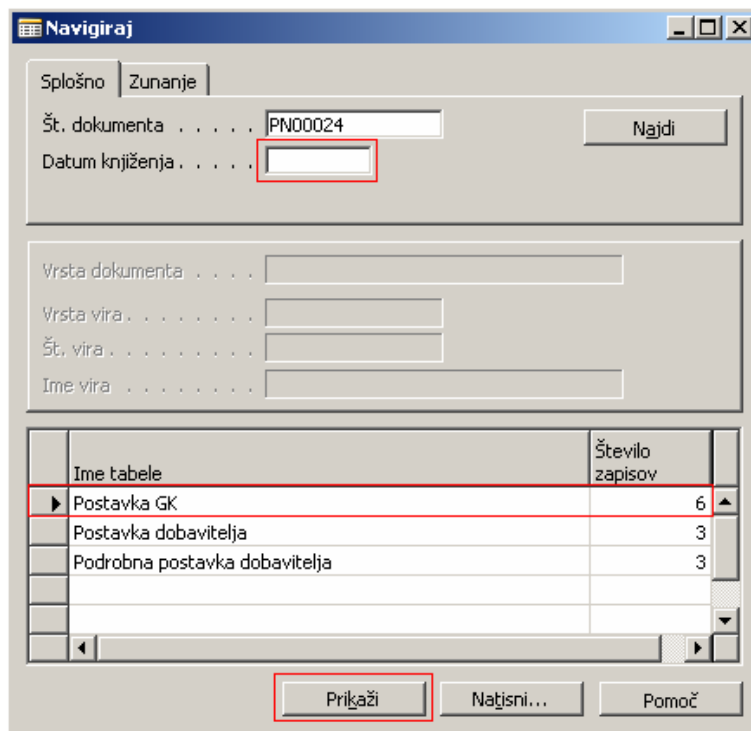 Navigiraj
Splošno Zunanje
Št. dokumenta . . . . . PN00024 Najdi
Datum knjiženja . . . . .
Vrsta dokumenta . . . .
Vrsta vira . . . . . . . .
Št. vira . . . . . . . . .
Ime vira . . . . . . . .
Ime tabele Število zapisov
Postavka GK 6
Postavka dobavitelja 3
Podrobna postavka dobavitelja 3
Prikaži Natisni... Pomoč